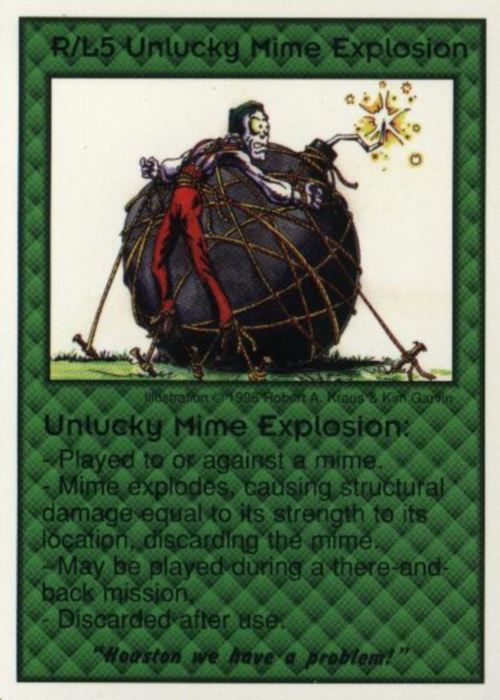 R/L5 Unlucky Mime Explosion
Illustration © 1998 Robert A. Kraus & Kim Garvin
Unlucky Mime Explosion:
- Played to or against a mime.
- Mime explodes, causing structural
damage equal to its strength to its
location, discarding the mime.
- May be played during a there-and-
back mission.
- Discarded after use.
"Houston we have a problem!"